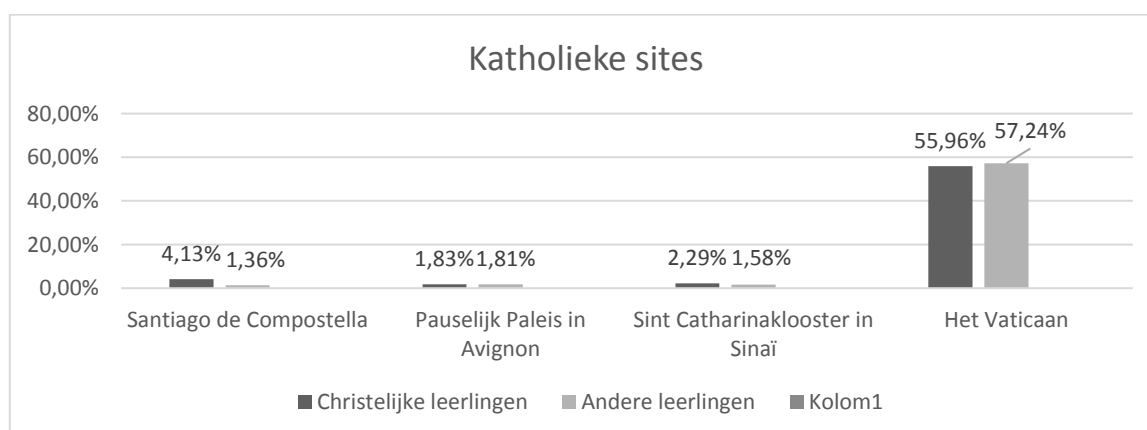 Katholieke sites
80,00%
60,00%
40,00%
20,00%
0,00%
4,13%
1,36%
1,83%
1,81%
2,29%
1,58%
55,96%
57,24%
Santiago de Compostella
Pauselijk Paleis in
Avignon
Sint Catharinaklooster in
Sinaï
Het Vaticaan
Christelijke leerlingen
Andere leerlingen
Kolom1